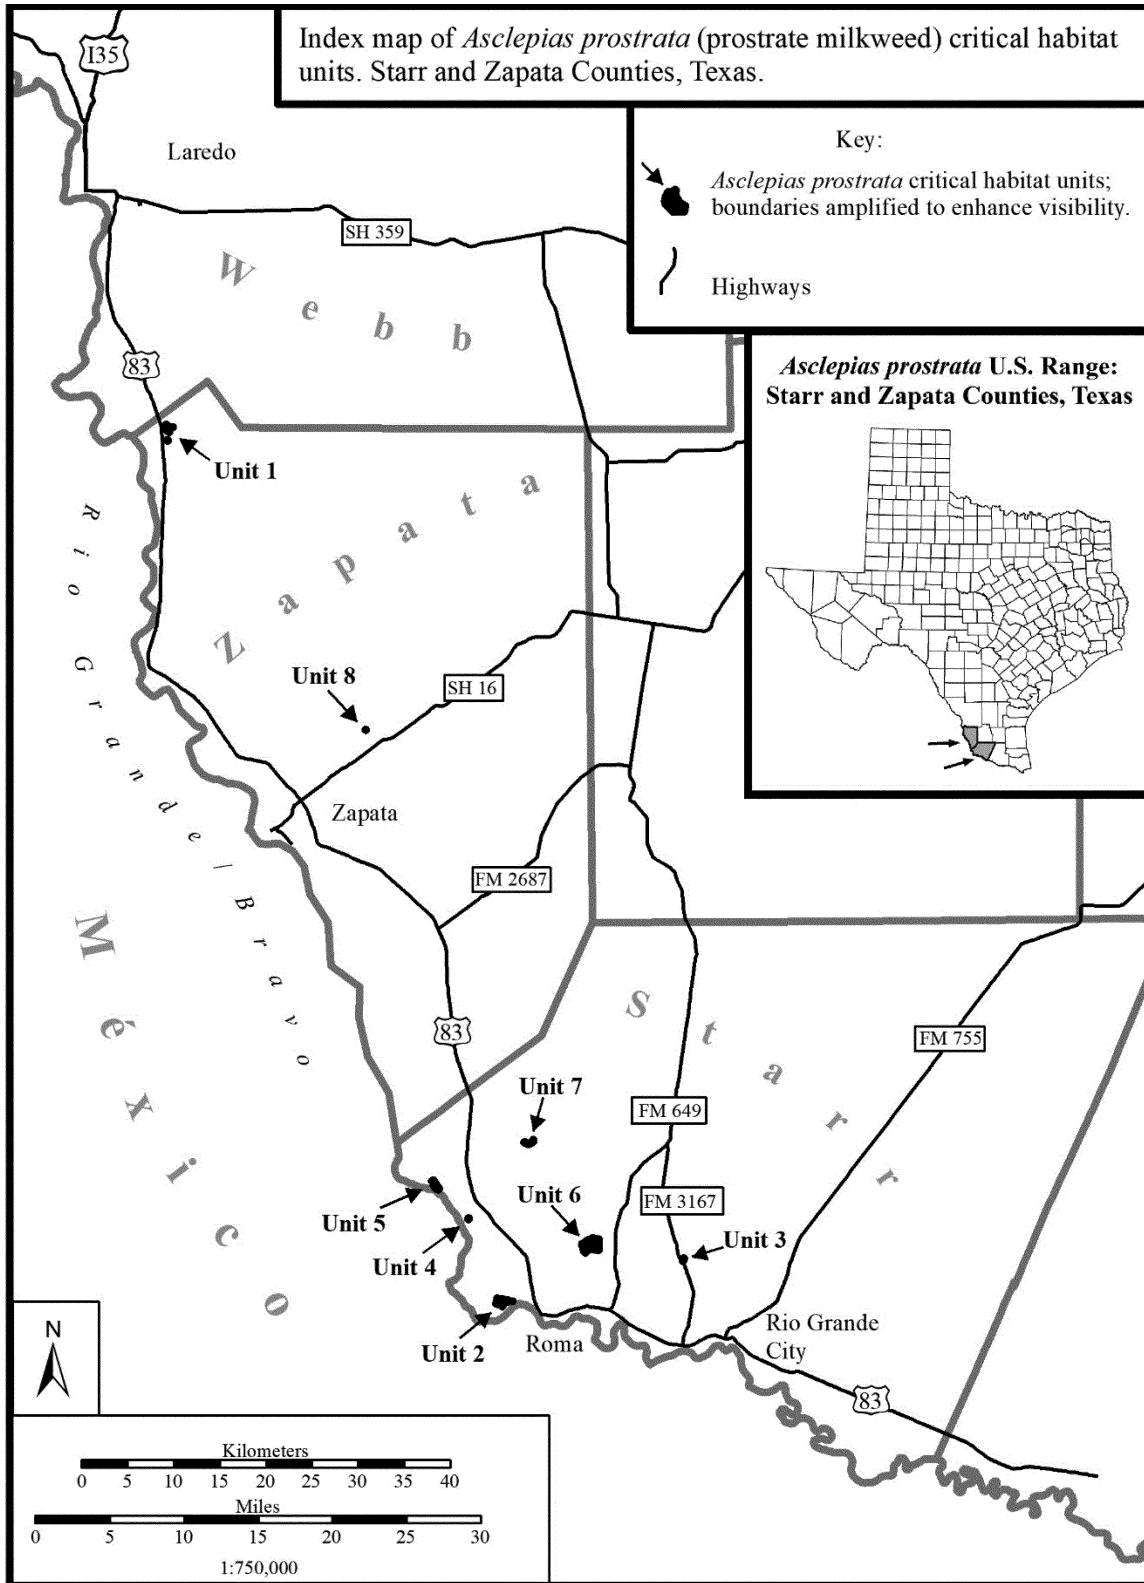 Index map of Asclepias prostrata (prostrate milkweed) critical habitat
units. Starr and Zapata Counties, Texas.
Key:
Asclepias prostrata critical habitat units;
boundaries amplified to enhance visibility.
Highways
Asclepias prostrata U.S. Range:
Starr and Zapata Counties, Texas
I35
Laredo
SH 359
Webb
83
Unit 1
Zapata
Rio Grande/Bravo
Unit 8
SH 16
Zapata
FM 2687
México
83
Starr
FM 755
Unit 7
FM 649
Unit 6
FM 3167
Unit 5
Unit 3
Unit 4
Unit 2
Roma
Rio Grande
City
83
N
Kilometers
0 5 10 15 20 25 30 35 40
Miles
0 5 10 15 20 25 30
1:750,000